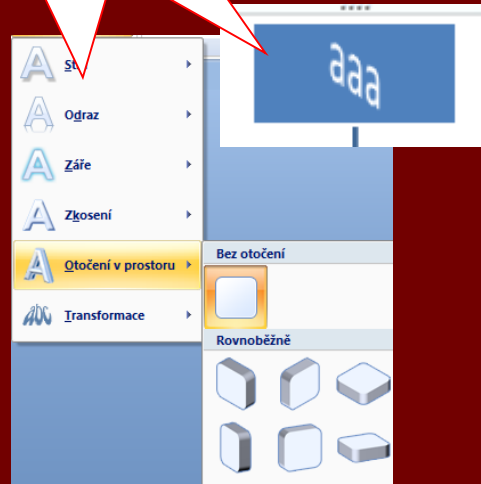 aaa
Odraz
Záře
Zkosení
Otočení v prostoru
Transformace
Bez otočení
Rovnoběžně